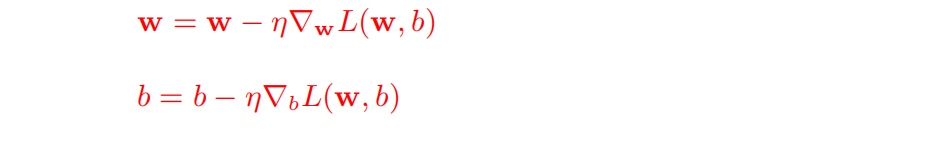 w = w − η∇_w L(w, b)
b = b − η∇_b L(w, b)